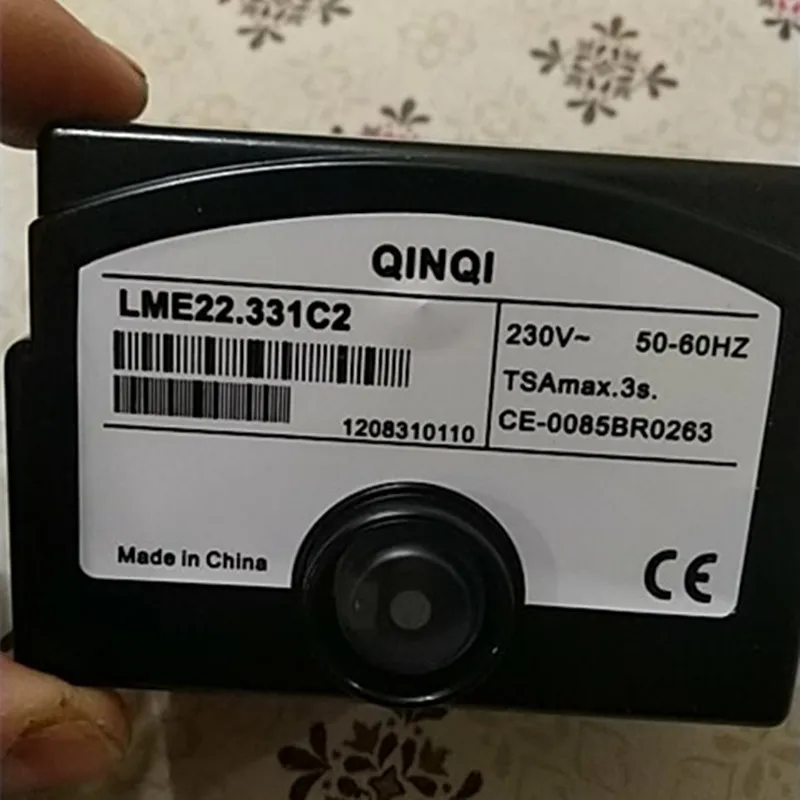 QINQI
LME22.331C2
1208310110
230V~ 50-60HZ
TSAmax.3s.
CE-0085BR0263
Made in China
CE